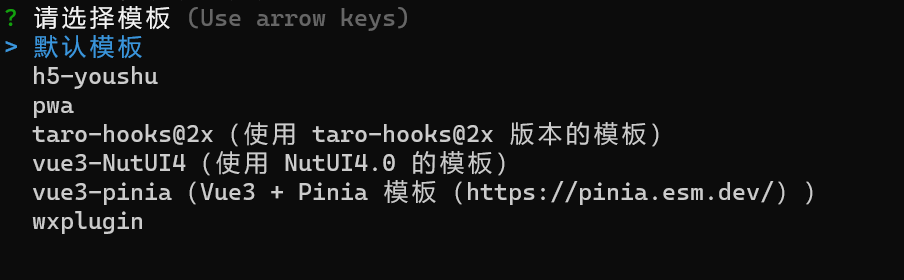 ? 请选择模板 (Use arrow keys)
> 默认模板
h5-youshu
pwa
taro-hooks@2x（使用 taro-hooks@2x 版本的模板）
vue3-NutUI4（使用 NutUI4.0 的模板）
vue3-pinia（Vue3 + Pinia 模板（https://pinia.esm.dev/））
wxplugin